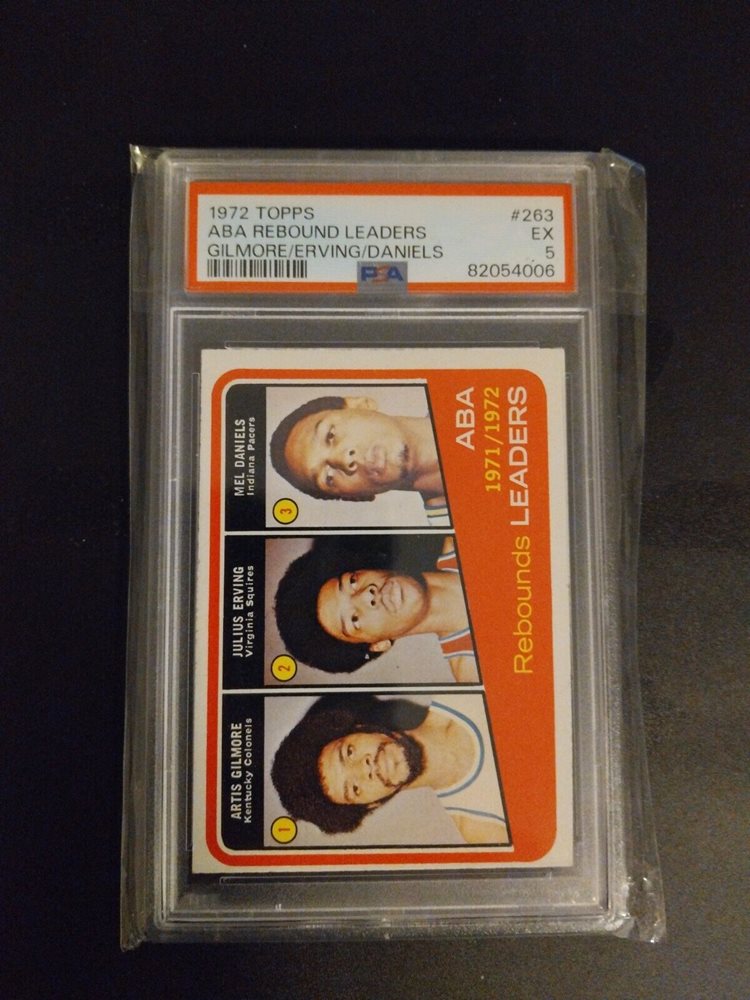 1972 TOPPS #263
ABA REBOUND LEADERS EX
GILMORE/ERVING/DANIELS 5
PSA 82054006
ABA
1971/1972
Rebounds LEADERS
ARTIS GILMORE
Kentucky Colonels
1
JULIUS ERVING
Virginia Squires
2
MEL DANIELS
Indiana Pacers
3